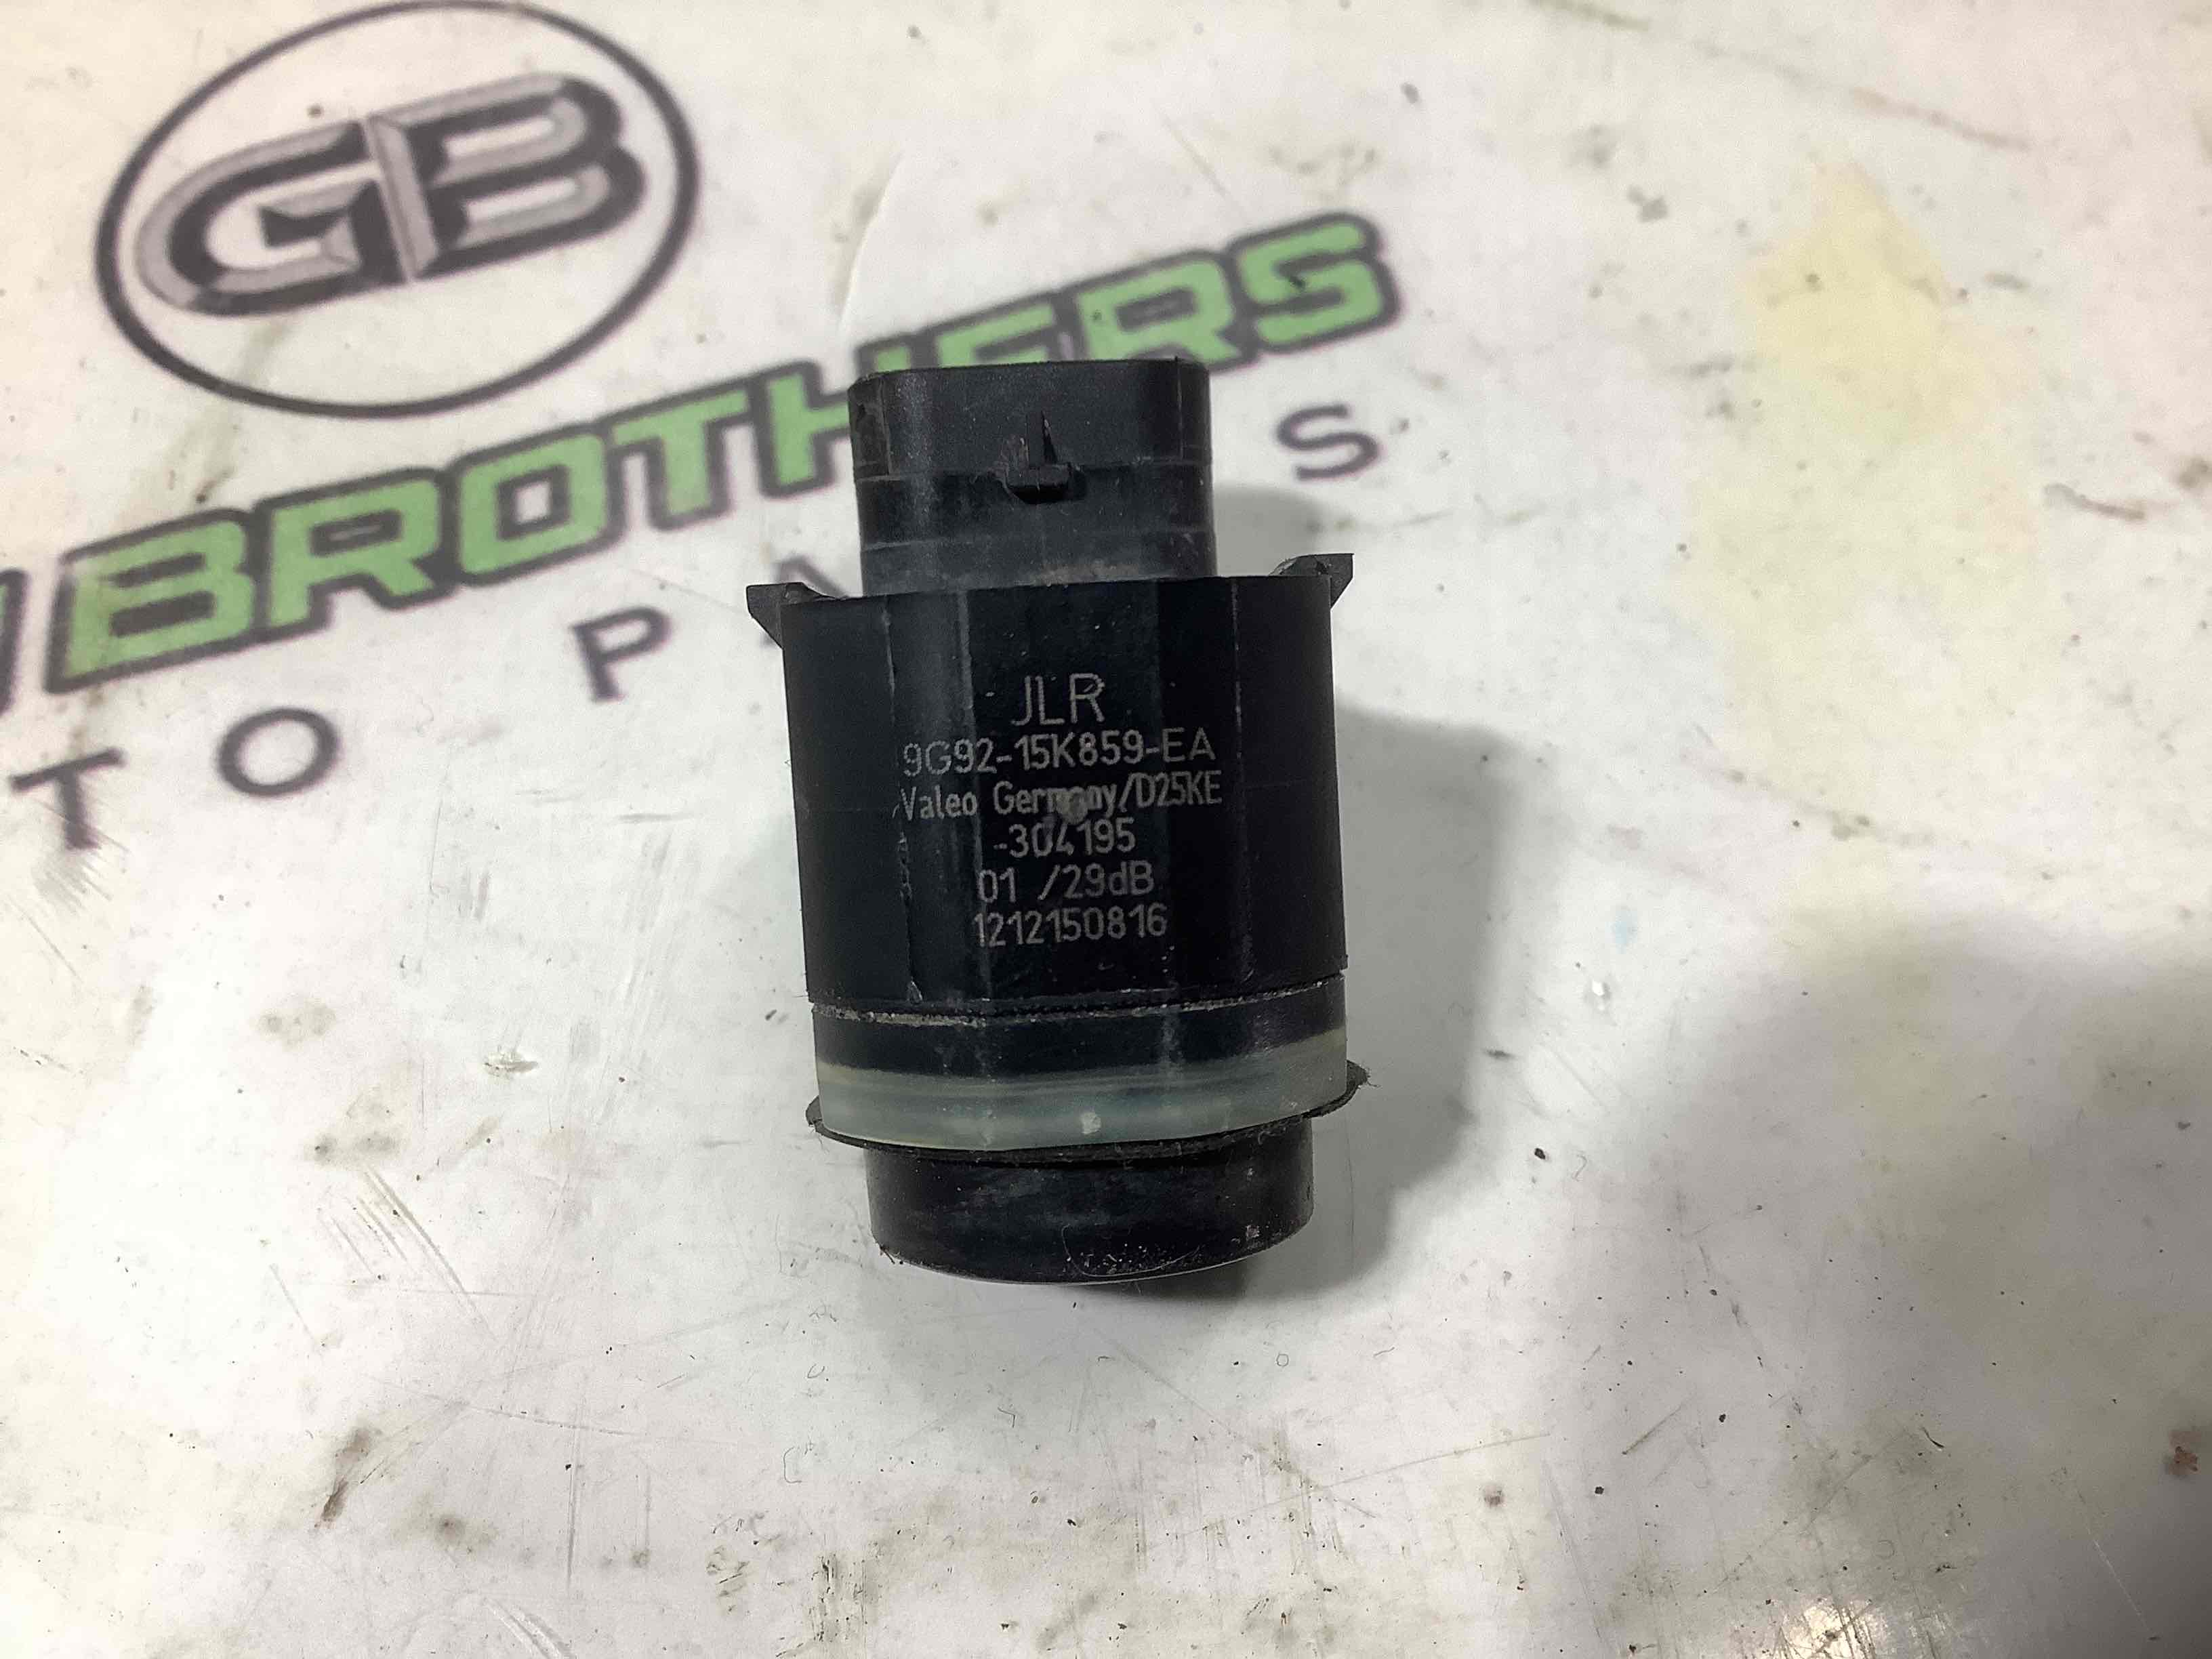 GB
BROTHERS
TO PA S
JLR
9G92-15K859-EA
Valeo Germany/D25KE
-304195
01 /29dB
1212150816